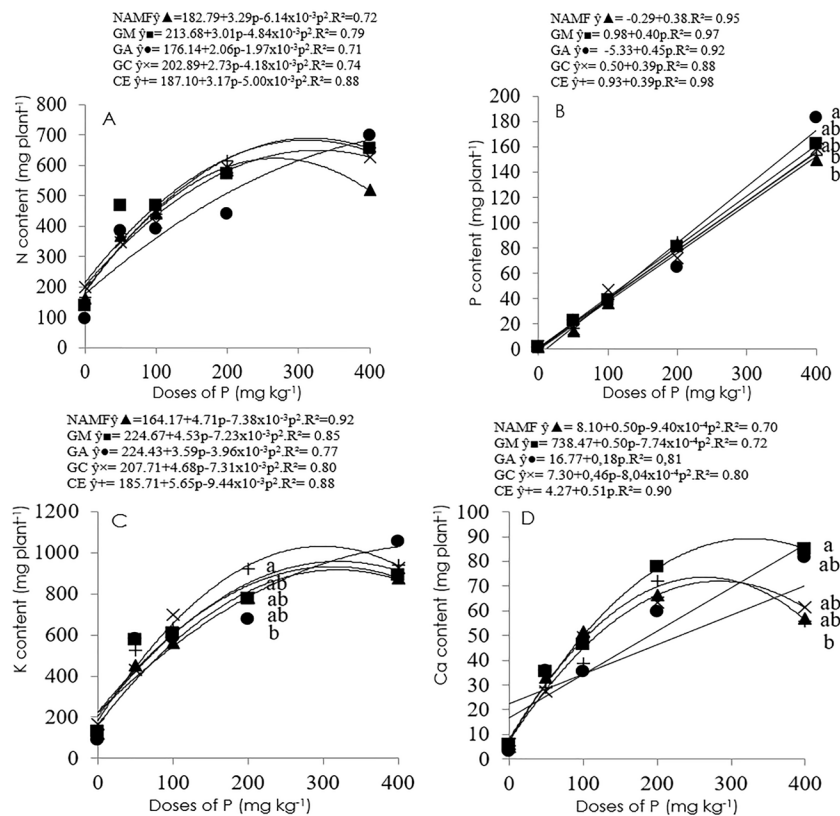 NAMFŷ▲=182.79+3.29p-6.14x10⁻³p².R²=0.72
GM ŷ■= 213.68+3.01p-4.84x10⁻³p².R²= 0.79
GA ŷ●= 176.14+2.06p-1.97x10⁻³p².R²= 0.71
GC ŷ×= 202.89+2.73p-4.18x10⁻³p².R²= 0.74
CE ŷ+= 187.10+3.17p-5.00x10⁻³p².R²= 0.88
A
N content (mg plant⁻¹)
800
700
600
500
400
300
200
100
0
0 100 200 300 400
Doses of P (mg kg⁻¹)
NAMF ŷ ▲= -0.29+0.38. R²= 0.95
GM ŷ■= 0.98+0.40p.R²= 0.97
GA ŷ●= -5.33+0.45p.R²= 0.92
GC ŷ×= 0.50+0.39p.R²= 0.88
CE ŷ+= 0.93+0.39p.R²= 0.98
B
P content (mg plant⁻¹)
200
180
160
140
120
100
80
60
40
20
0
a
ab
ab
b
b
0 100 200 300 400
Doses of P (mg kg⁻¹)
NAMFŷ▲=164.17+4.71p-7.38x10⁻³p².R²=0.92
GM ŷ■= 224.67+4.53p-7.23x10⁻³p².R²= 0.85
GA ŷ●= 224.43+3.59p-3.96x10⁻³p².R²= 0.77
GC ŷ×= 207.71+4.68p-7.31x10⁻³p².R²= 0.80
CE ŷ+= 185.71+5.65p-9.44x10⁻³p².R²= 0.88
C
K content (mg plant⁻¹)
1200
1000
800
600
400
200
0
a
ab
ab
ab
b
0 100 200 300 400
Doses of P (mg kg⁻¹)
NAMF ŷ ▲= 8.10+0.50p-9.40x10⁻⁴p².R²= 0.70
GM ŷ■= 738.47+0.50p-7.74x10⁻⁴p².R²= 0.72
GA ŷ●= 16.77+0,18p.R²= 0,81
GC ŷ×= 7.30+0,46p-8,04x10⁻⁴p².R²= 0.80
CE ŷ+= 4.27+0.51p.R²= 0.90
D
Ca content (mg plant⁻¹)
100
90
80
70
60
50
40
30
20
10
0
a
ab
ab
ab
b
0 100 200 300 400
Doses of P (mg kg⁻¹)